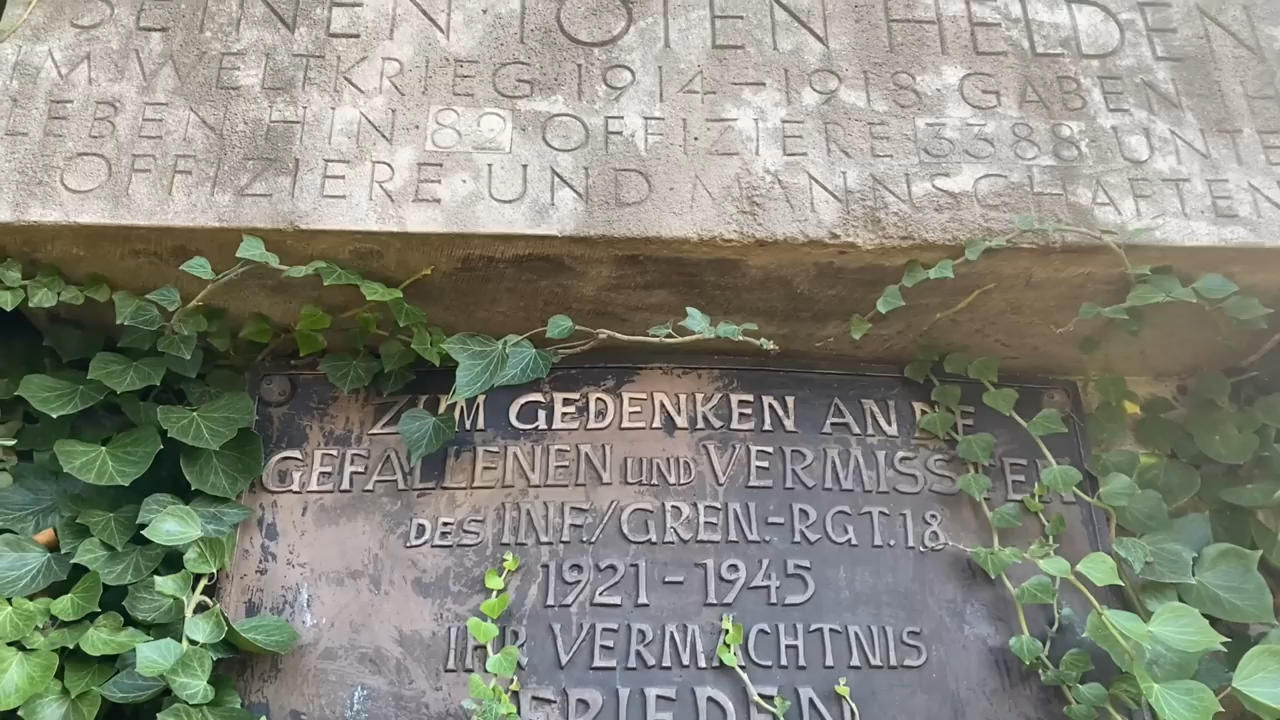 SEINEN TOTEN HELDEN
IM WELTKRIEG 1914-1918 GABEN
LEBEN HIN 82 OFFIZIERE 3388 UNTE
OFFIZIERE UND MANNSCHAFTEN
ZUM GEDENKEN AN DIE
GEFALLENEN UND VERMISSTEN
DES INF./GREN.-RGT.18
1921-1945
IHR VERMÄCHTNIS
FRIEDEN